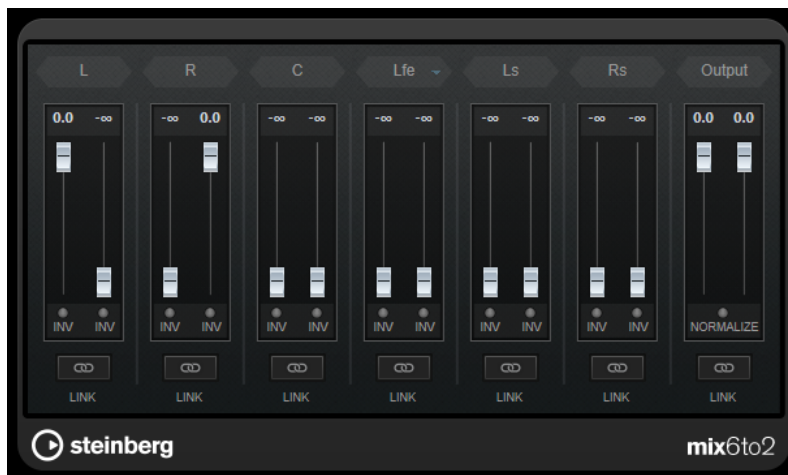 L R C Lfe Ls Rs Output
0.0 -∞ -∞ 0.0 -∞ -∞ -∞ -∞ -∞ -∞ -∞ -∞ 0.0 0.0
INV INV INV INV INV INV INV INV INV INV INV INV NORMALIZE
LINK LINK LINK LINK LINK LINK LINK
steinberg mix6to2